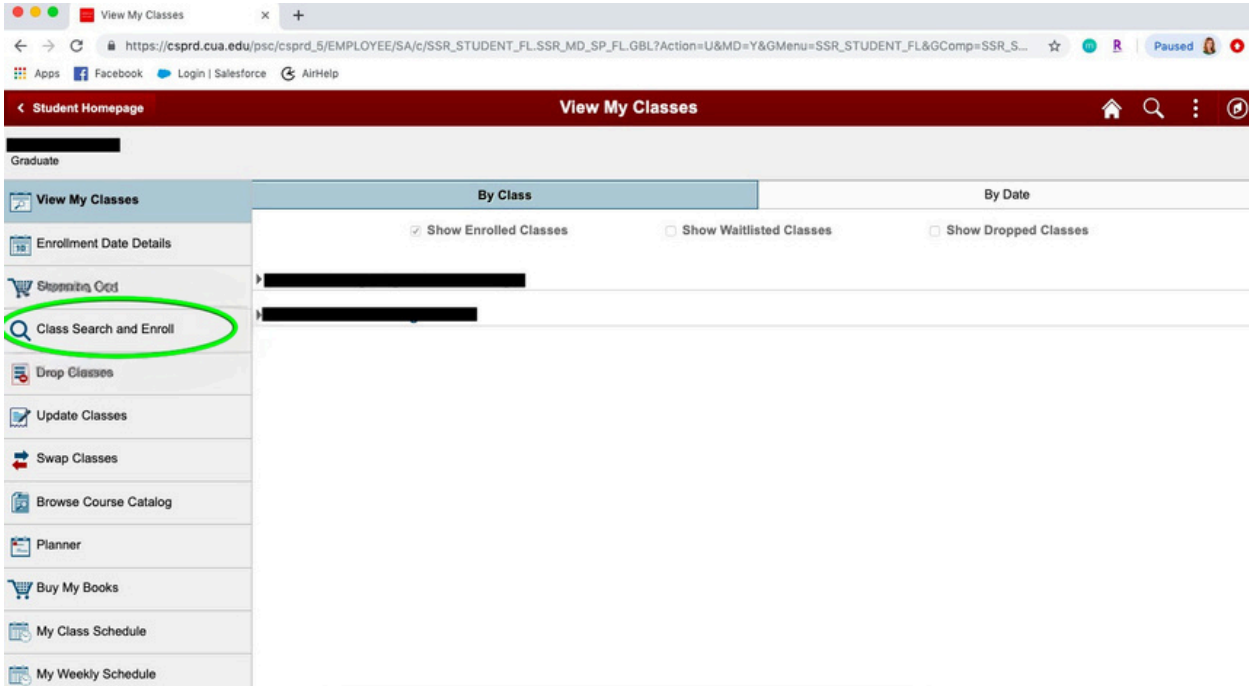 View My Classes
https://csprd.cua.edu/psc/csprd_5/EMPLOYEE/SA/c/SSR_STUDENT_FL.SSR_MD_SP_FL.GBL?Action=U&MD=Y&GMenu=SSR_STUDENT_FL&GComp=SSR_S... R Paused
Apps Facebook Login | Salesforce AirHelp
Student Homepage View My Classes
Graduate
View My Classes By Class By Date
Show Enrolled Classes Show Waitlisted Classes Show Dropped Classes
Enrollment Date Details
Class Search and Enroll
Drop Classes
Update Classes
Swap Classes
Browse Course Catalog
Planner
Buy My Books
My Class Schedule
My Weekly Schedule